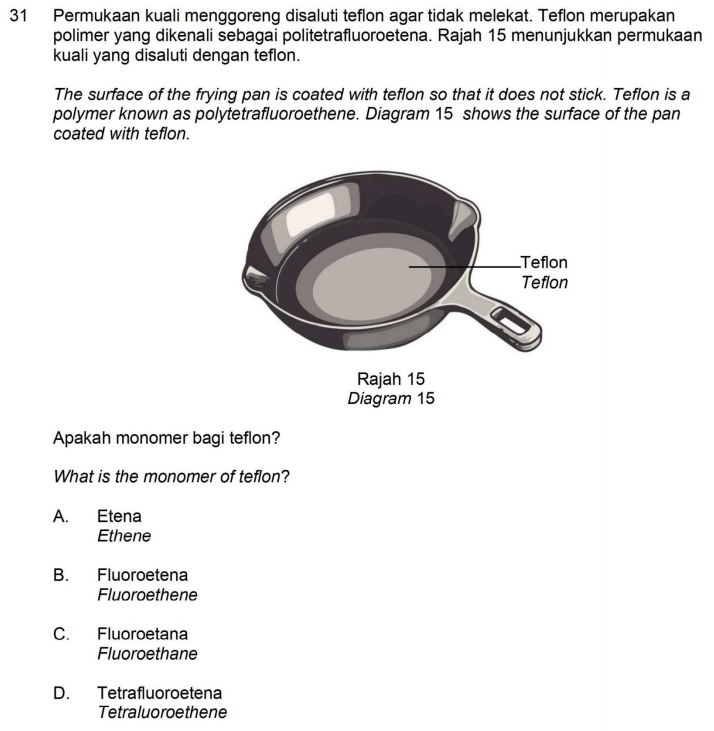 31 Permukaan kuali menggoreng disaluti teflon agar tidak melekat. Teflon merupakan
polimer yang dikenali sebagai politetrafluoroetena. Rajah 15 menunjukkan permukaan
kuali yang disaluti dengan teflon.
The surface of the frying pan is coated with teflon so that it does not stick. Teflon is a
polymer known as polytetrafluoroethene. Diagram 15 shows the surface of the pan
coated with teflon.
Teflon
Teflon
Rajah 15
Diagram 15
Apakah monomer bagi teflon?
What is the monomer of teflon?
A. Etena
Ethene
B. Fluoroetena
Fluoroethene
C. Fluoroetana
Fluoroethane
D. Tetrafluoroetena
Tetraluoroethene